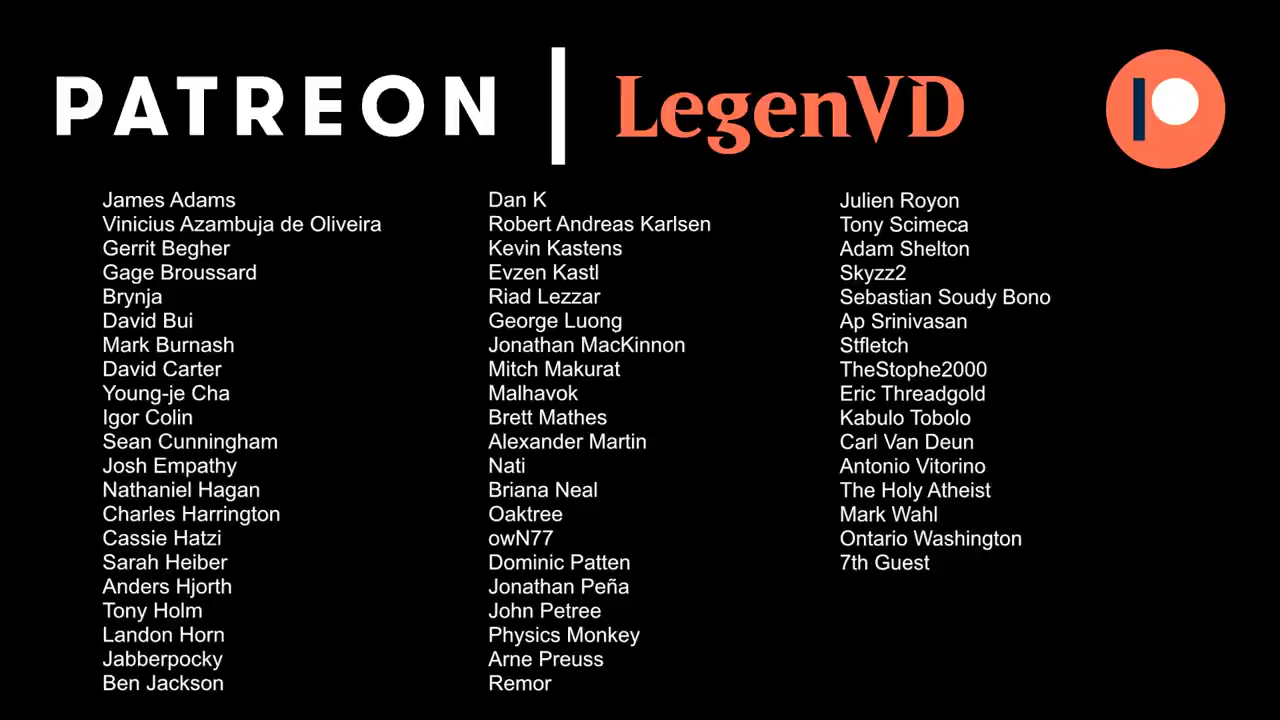 PATREON | LegenVD
James Adams
Vinicius Azambuja de Oliveira
Gerrit Begher
Gage Broussard
Brynja
David Bui
Mark Burnash
David Carter
Young-je Cha
Igor Colin
Sean Cunningham
Josh Empathy
Nathaniel Hagan
Charles Harrington
Cassie Hatzi
Sarah Heiber
Anders Hjorth
Tony Holm
Landon Horn
Jabberpocky
Ben Jackson
Dan K
Robert Andreas Karlsen
Kevin Kastens
Evzen Kastl
Riad Lezzar
George Luong
Jonathan MacKinnon
Mitch Makurat
Malhavok
Brett Mathes
Alexander Martin
Nati
Briana Neal
Oaktree
owN77
Dominic Patten
Jonathan Peña
John Petree
Physics Monkey
Arne Preuss
Remor
Julien Royon
Tony Scimeca
Adam Shelton
Skyzz2
Sebastian Soudy Bono
Ap Srinivasan
Stfletch
TheStophe2000
Eric Threadgold
Kabulo Tobolo
Carl Van Deun
Antonio Vitorino
The Holy Atheist
Mark Wahl
Ontario Washington
7th Guest